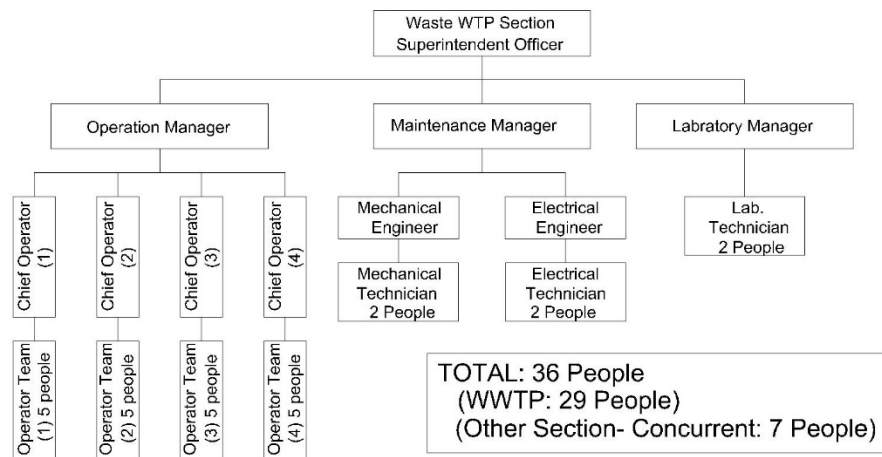 Waste WTP Section
Superintendent Officer
Operation Manager
Maintenance Manager
Labratory Manager
Chief Operator
(1)
Chief Operator
(2)
Chief Operator
(3)
Chief Operator
(4)
Mechanical
Engineer
Electrical
Engineer
Lab.
Technician
2 People
Mechanical
Technician
2 People
Electrical
Technician
2 People
Operator Team
(1) 5 people
Operator Team
(2) 5 people
Operator Team
(3) 5 people
Operator Team
(4) 5 people
TOTAL: 36 People
(WWTP: 29 People)
(Other Section- Concurrent: 7 People)